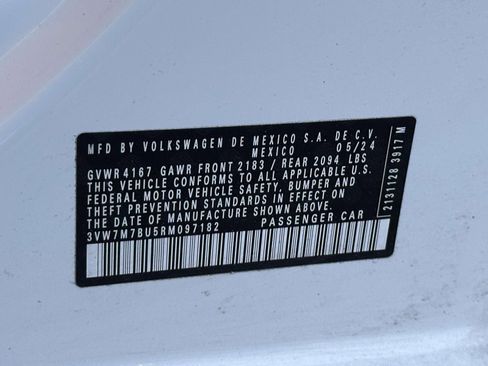 MFD BY VOLKSWAGEN DE MEXICO S.A. DE C.V.
MEXICO 05/24
GVWR 4167 GAWR FRONT 2183 / REAR 2094 LBS
THIS VEHICLE CONFORMS TO ALL APPLICABLE U.S.
FEDERAL MOTOR VEHICLE SAFETY, BUMPER AND
THEFT PREVENTION STANDARDS IN EFFECT ON
THE DATE OF MANUFACTURE SHOWN ABOVE.
3VW7M7BU5RM097182 PASSENGER CAR
2131128 3917 M